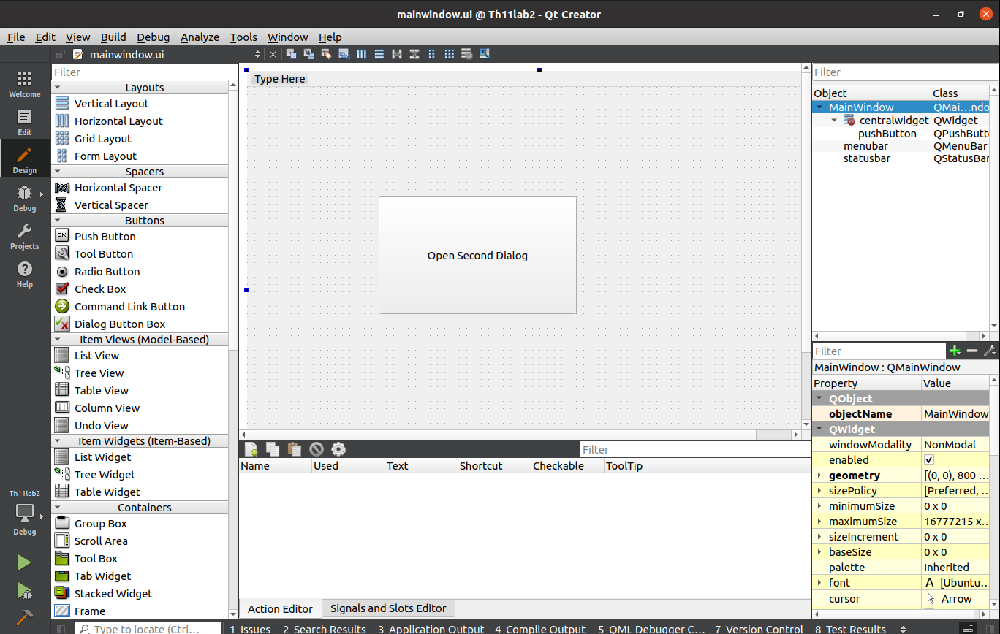 mainwindow.ui @ Th11lab2 - Qt Creator
File Edit View Build Debug Analyze Tools Window Help
mainwindow.ui
Welcome
Edit
Design
Debug
Projects
Help
Th11lab2
Debug
Filter
Layouts
Vertical Layout
Horizontal Layout
Grid Layout
Form Layout
Spacers
Horizontal Spacer
Vertical Spacer
Buttons
OK Push Button
Tool Button
Radio Button
Check Box
Command Link Button
Dialog Button Box
Item Views (Model-Based)
List View
Tree View
Table View
Column View
Undo View
Item Widgets (Item-Based)
List Widget
Tree Widget
Table Widget
Containers
Group Box
Scroll Area
Tool Box
Tab Widget
Stacked Widget
Frame
Type Here
Open Second Dialog
Filter
Name Used Text Shortcut Checkable ToolTip
Action Editor Signals and Slots Editor
Filter
Object Class
MainWindow QMai...ndo
centralwidget QWidget
pushButton QPushButt
menubar QMenuBar
statusbar QStatusBar
Filter
MainWindow : QMainWindow
Property Value
QObject
objectName MainWindow
QWidget
windowModality NonModal
enabled
geometry [(0, 0), 800 ...
sizePolicy [Preferred, ...
minimumSize 0 x 0
maximumSize 16777215 x...
sizeIncrement 0 x 0
baseSize 0 x 0
palette Inherited
font A [Ubuntu...
cursor Arrow
Type to locate (Ctrl... 1 Issues 2 Search Results 3 Application Output 4 Compile Output 5 QML Debugger C... 7 Version Control 8 Test Results